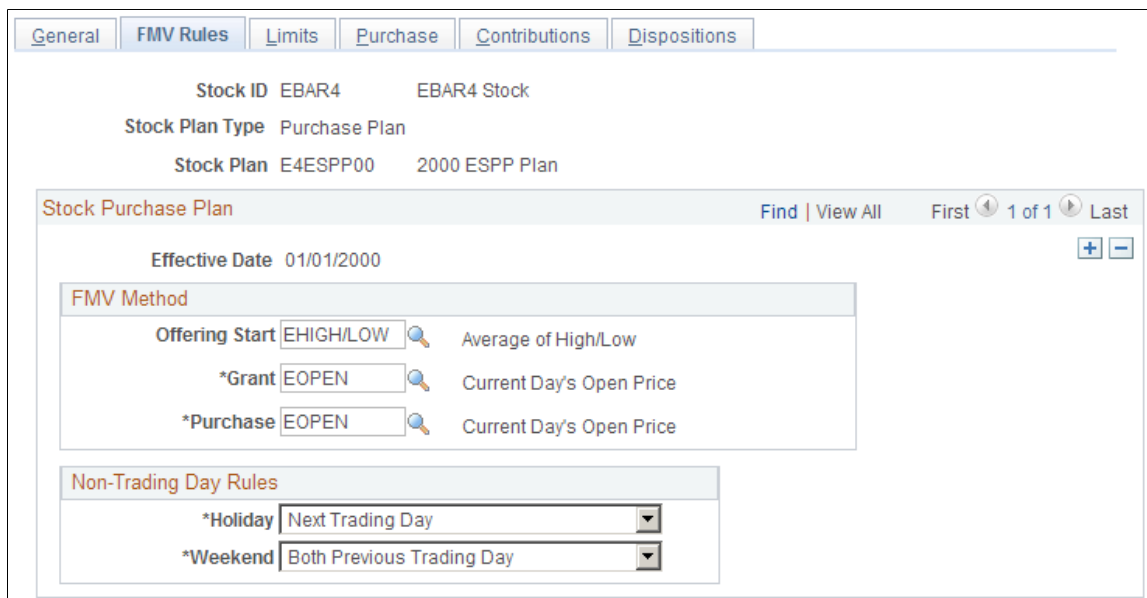 General FMV Rules Limits Purchase Contributions Dispositions
Stock ID EBAR4 EBAR4 Stock
Stock Plan Type Purchase Plan
Stock Plan E4ESPP00 2000 ESPP Plan
Stock Purchase Plan Find | View All First 1 of 1 Last
Effective Date 01/01/2000
FMV Method
Offering Start EHIGH/LOW Average of High/Low
*Grant EOPEN Current Day's Open Price
*Purchase EOPEN Current Day's Open Price
Non-Trading Day Rules
*Holiday Next Trading Day
*Weekend Both Previous Trading Day